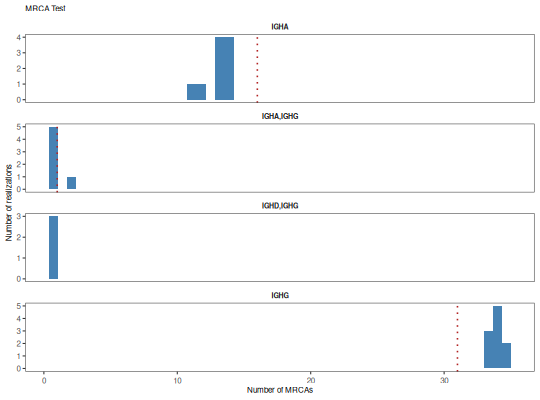 MRCA Test
IGHA
4
3
2
1
0
IGHA,IGHG
5
4
3
2
1
0
IGHD,IGHG
3
2
1
0
IGHG
5
4
3
2
1
0
0 10 20 30
Number of MRCAs
Number of realizations